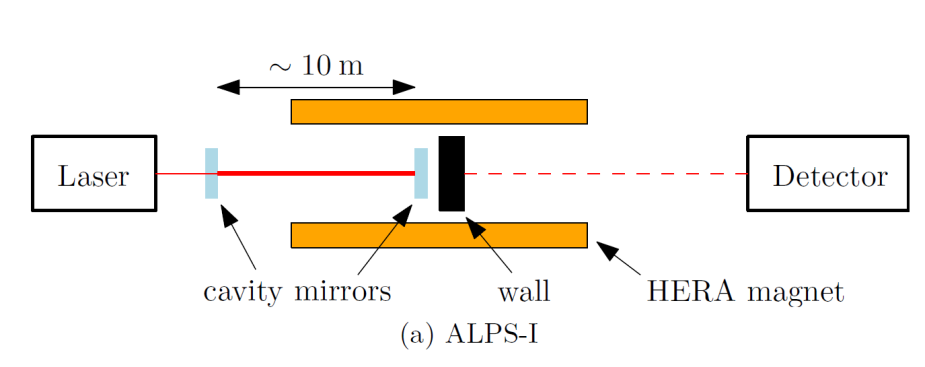 ∼ 10 m
Laser
Detector
cavity mirrors
wall
HERA magnet
(a) ALPS-I